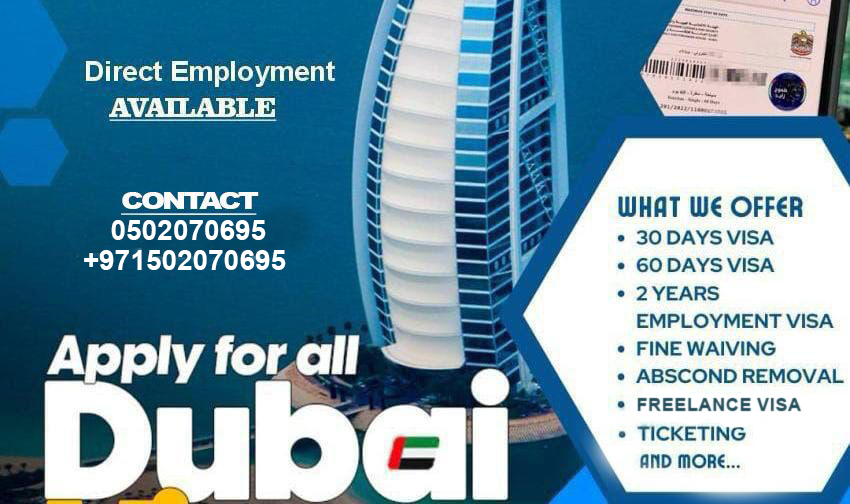 Direct Employment
AVAILABLE
CONTACT
0502070695
+971502070695
Apply for all
Dubai
WHAT WE OFFER
• 30 DAYS VISA
• 60 DAYS VISA
• 2 YEARS
EMPLOYMENT VISA
• FINE WAIVING
• ABSCOND REMOVAL
• FREELANCE VISA
• TICKETING
AND MORE...